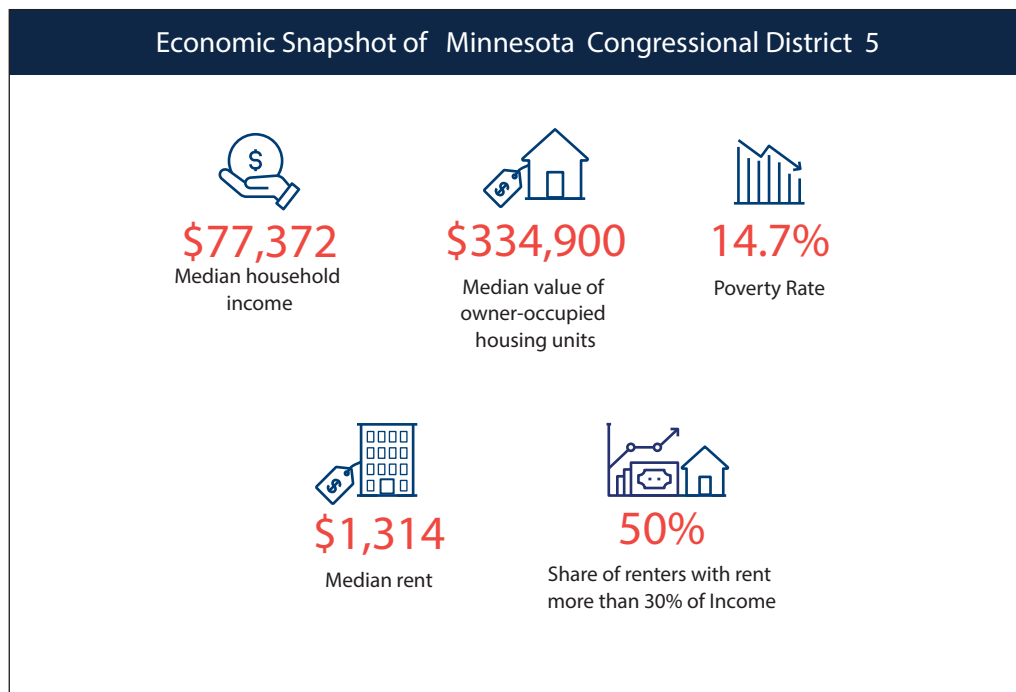 Economic Snapshot of Minnesota Congressional District 5
$
$77,372
Median household
income
$
$334,900
Median value of
owner-occupied
housing units
14.7%
Poverty Rate
$
$1,314
Median rent
50%
Share of renters with rent
more than 30% of Income